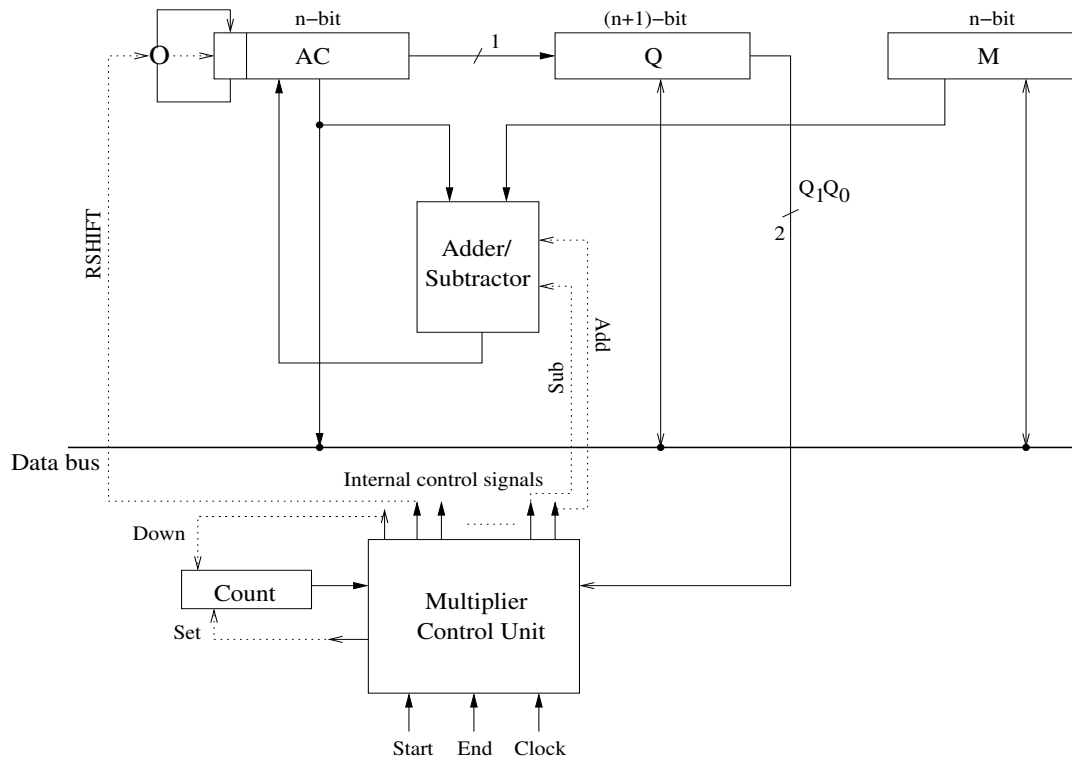 n−bit
(n+1)−bit
n−bit
O
AC
1
Q
M
Q1Q0
2
RSHIFT
Adder/
Subtractor
Add
Sub
Data bus
Internal control signals
Down
Count
Set
Multiplier
Control Unit
Start
End
Clock